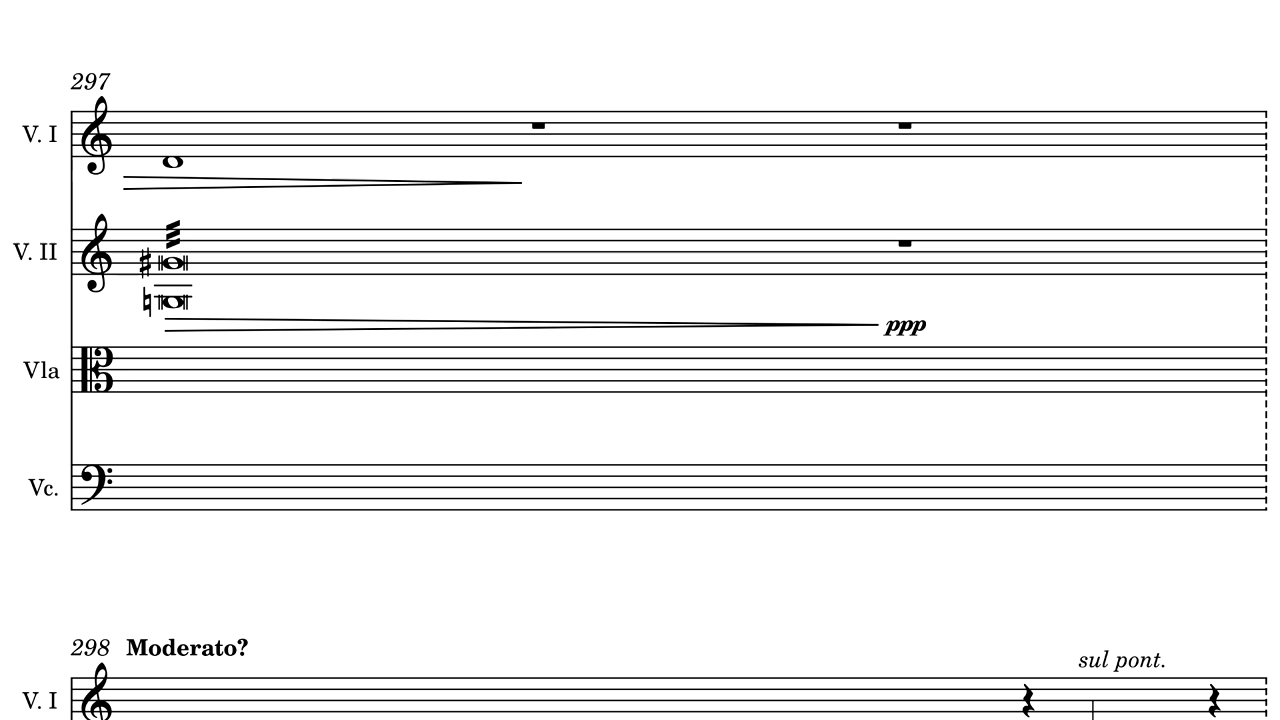 297
V. I
V. II
ppp
Vla
Vc.
298 Moderato?
sul pont.
V. I